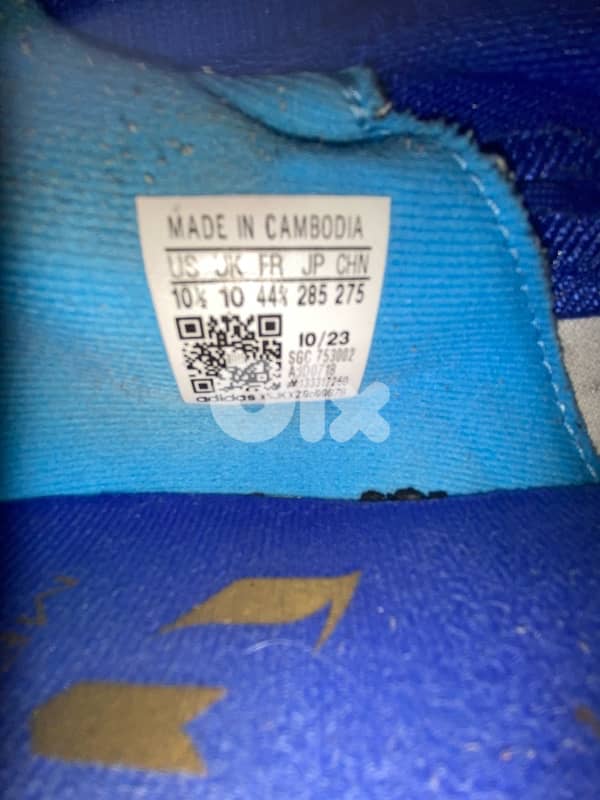 MADE IN CAMBODIA
US UK FR JP CHN
10½ 10 44⅔ 285 275
10/23
SGC 753002
adidas
olx